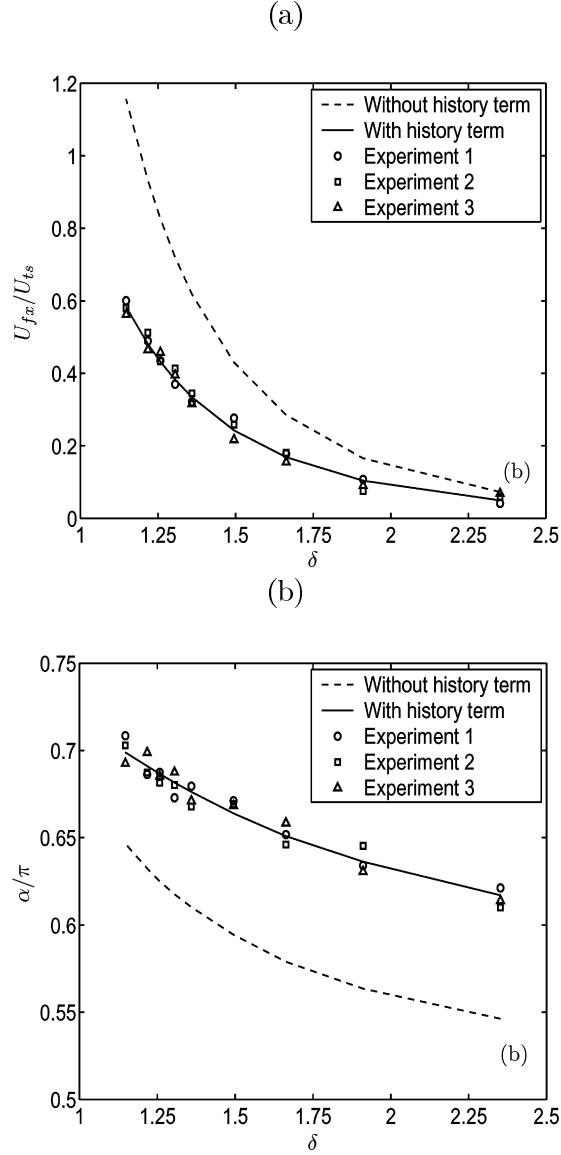 (a)
1.2
1
0.8
0.6
0.4
0.2
0
U_{fx}/U_{ts}
Without history term
With history term
Experiment 1
Experiment 2
Experiment 3
(b)
1 1.25 1.5 1.75 2 2.25 2.5
δ
(b)
0.75
0.7
0.65
0.6
0.55
0.5
α/π
Without history term
With history term
Experiment 1
Experiment 2
Experiment 3
(b)
1 1.25 1.5 1.75 2 2.25 2.5
δ